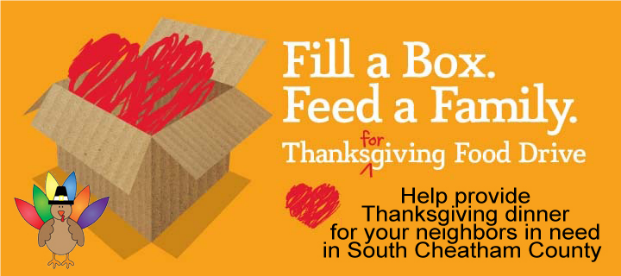 Fill a Box.
Feed a Family.
for
Thanksgiving Food Drive
Help provide
Thanksgiving dinner
for your neighbors in need
in South Cheatham County